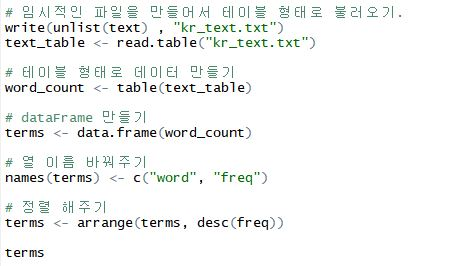 # 임시적인 파일을 만들어서 테이블 형태로 불러오기.
write(unlist(text) , "kr_text.txt")
text_table <- read.table("kr_text.txt")
# 테이블 형태로 데이터 만들기
word_count <- table(text_table)
# dataFrame 만들기
terms <- data.frame(word_count)
# 열 이름 바꿔주기
names(terms) <- c("word", "freq")
# 정렬 해주기
terms <- arrange(terms, desc(freq))
terms